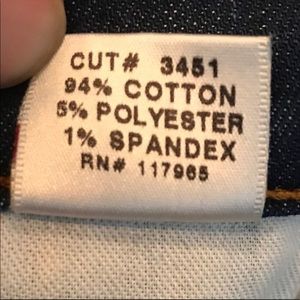 CUT# 3451
94% COTTON
5% POLYESTER
1% SPANDEX
RN# 117965